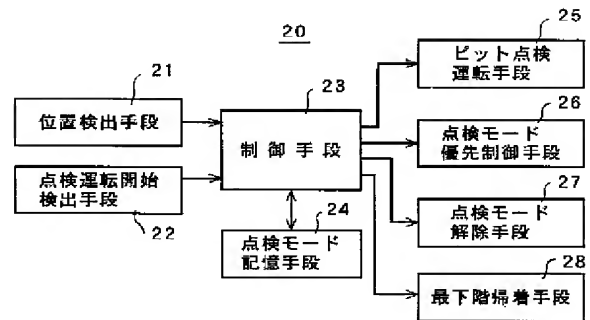 20
21
位置検出手段
点検運転開始
検出手段
22
23
制御手段
24
点検モード
記憶手段
25
ピット点検
運転手段
26
点検モード
優先制御手段
27
点検モード
解除手段
28
最下階帰着手段